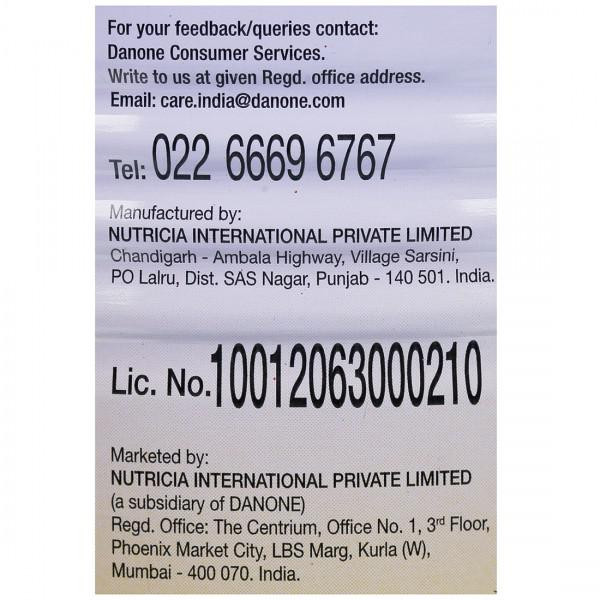 For your feedback/queries contact:
Danone Consumer Services.
Write to us at given Regd. office address.
Email: care.india@danone.com
Tel: 022 6669 6767
Manufactured by:
NUTRICIA INTERNATIONAL PRIVATE LIMITED
Chandigarh - Ambala Highway, Village Sarsini,
PO Lalru, Dist. SAS Nagar, Punjab - 140 501. India.
Lic. No.10012063000210
Marketed by:
NUTRICIA INTERNATIONAL PRIVATE LIMITED
(a subsidiary of DANONE)
Regd. Office: The Centrium, Office No. 1, 3rd Floor,
Phoenix Market City, LBS Marg, Kurla (W),
Mumbai - 400 070. India.